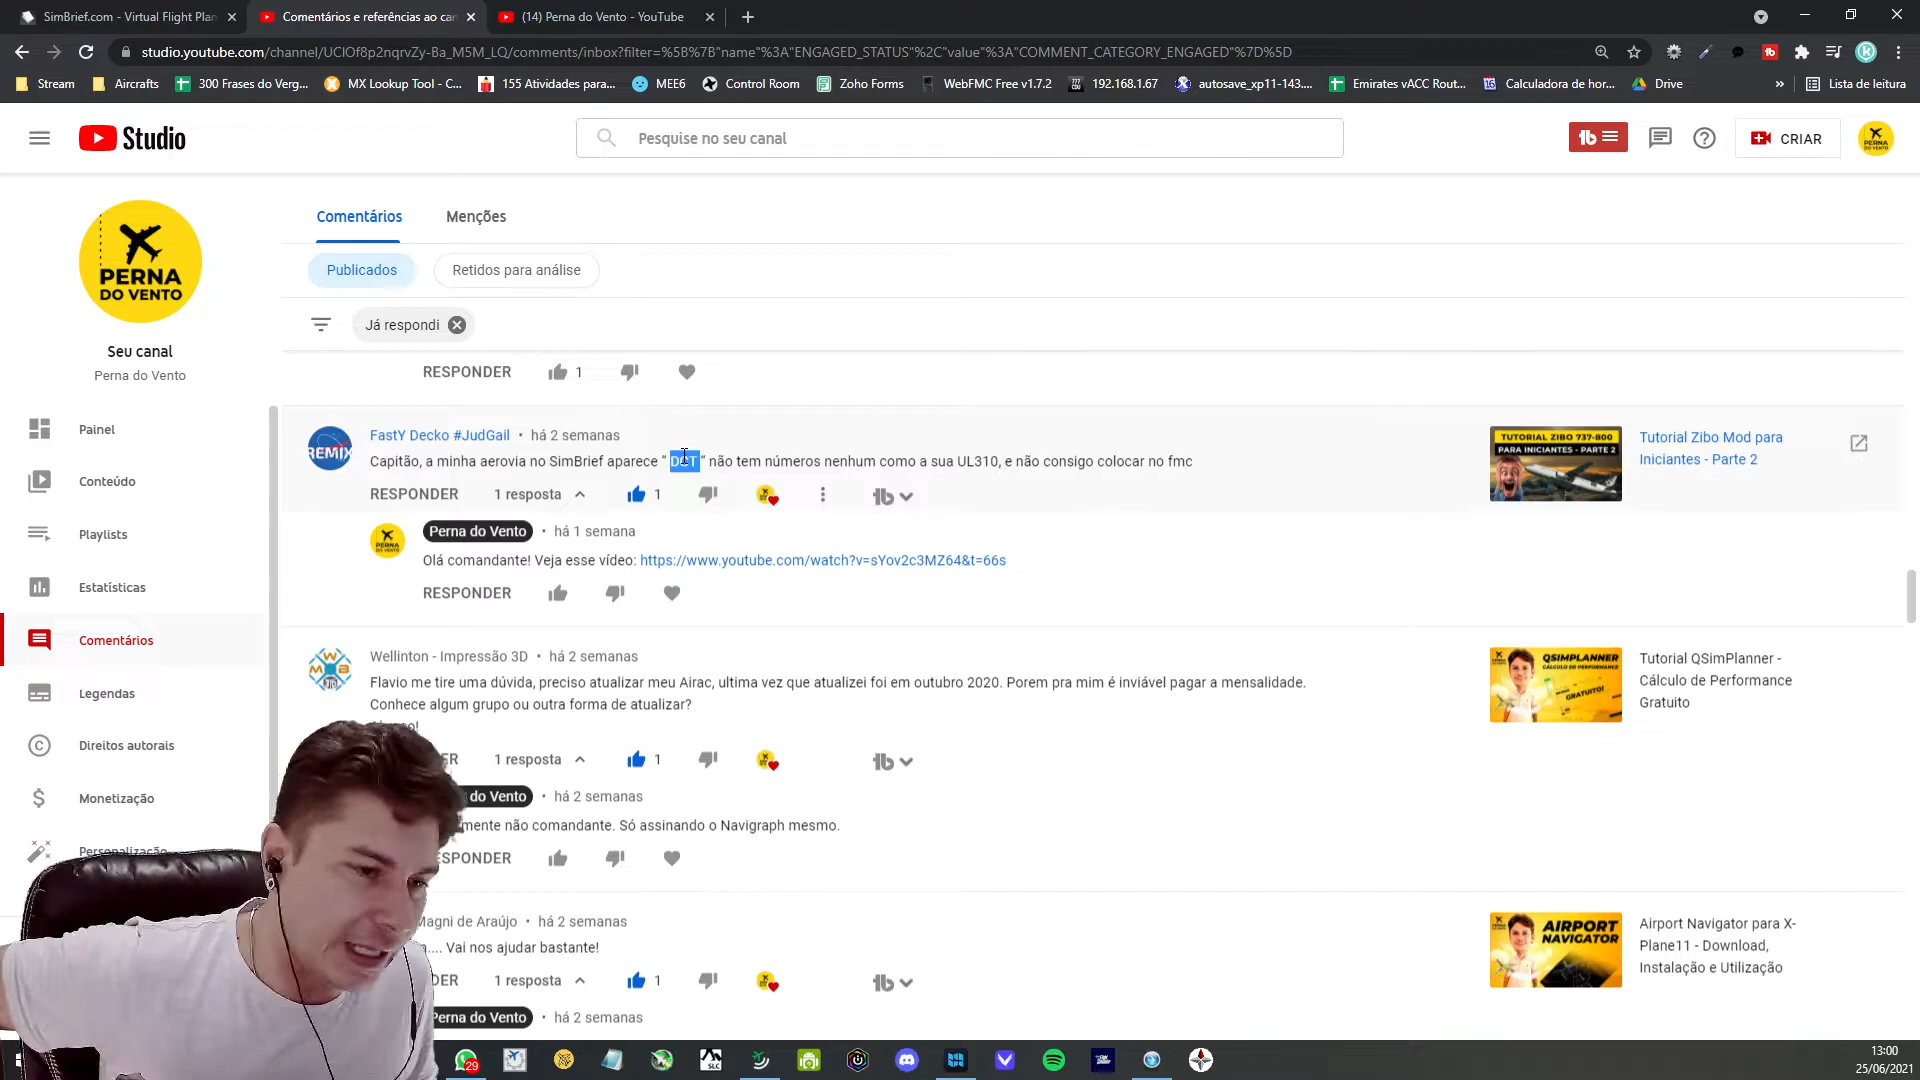 SimBrief.com - Virtual Flight Plan
Comentários e referências ao can
(14) Perna do Vento - YouTube
studio.youtube.com/channel/UCIOf8p2nqrvZy-Ba_M5M_LQ/comments/inbox?filter=%5B%7B"name"%3A"ENGAGED_STATUS"%2C"value"%3A"COMMENT_CATEGORY_ENGAGED"%7D%5D
Stream
Aircrafts
300 Frases do Verg...
MX Lookup Tool - C...
155 Atividades para...
MEE6
Control Room
Zoho Forms
WebFMC Free v1.7.2
192.168.1.67
autosave_xp11-143....
Emirates vACC Rout...
Calculadora de hor...
Drive
»
Lista de leitura
Studio
Pesquise no seu canal
CRIAR
PERNA
DO VENTO
Seu canal
Perna do Vento
Painel
Conteúdo
Playlists
Estatísticas
Comentários
Legendas
Direitos autorais
Monetização
Personalização
Comentários
Menções
Publicados
Retidos para análise
Já respondi
RESPONDER
1
REMIX
FastY Decko #JudGail • há 2 semanas
Capitão, a minha aerovia no SimBrief aparece “ DCT “ não tem números nenhum como a sua UL310, e não consigo colocar no fmc
RESPONDER
1 resposta
1
TUTORIAL ZIBO 737-800
PARA INICIANTES - PARTE 2
Tutorial Zibo Mod para
Iniciantes - Parte 2
Perna do Vento • há 1 semana
Olá comandante! Veja esse vídeo: https://www.youtube.com/watch?v=sYov2c3MZ64&t=66s
RESPONDER
Wellinton - Impressão 3D • há 2 semanas
Flavio me tire uma dúvida, preciso atualizar meu Airac, ultima vez que atualizei foi em outubro 2020. Porem pra mim é inviável pagar a mensalidade.
Conhece algum grupo ou outra forma de atualizar?
1 resposta
1
QSIMPLANNER
CÁLCULO DE PERFORMANCE
GRATUITO!
Tutorial QSimPlanner -
Cálculo de Performance
Gratuito
do Vento • há 2 semanas
mente não comandante. Só assinando o Navigraph mesmo.
SPONDER
Magni de Araújo • há 2 semanas
.... Vai nos ajudar bastante!
DER
1 resposta
1
AIRPORT
NAVIGATOR
Airport Navigator para X-
Plane11 - Download,
Instalação e Utilização
Perna do Vento • há 2 semanas
29
SLC
13:00
25/06/2021